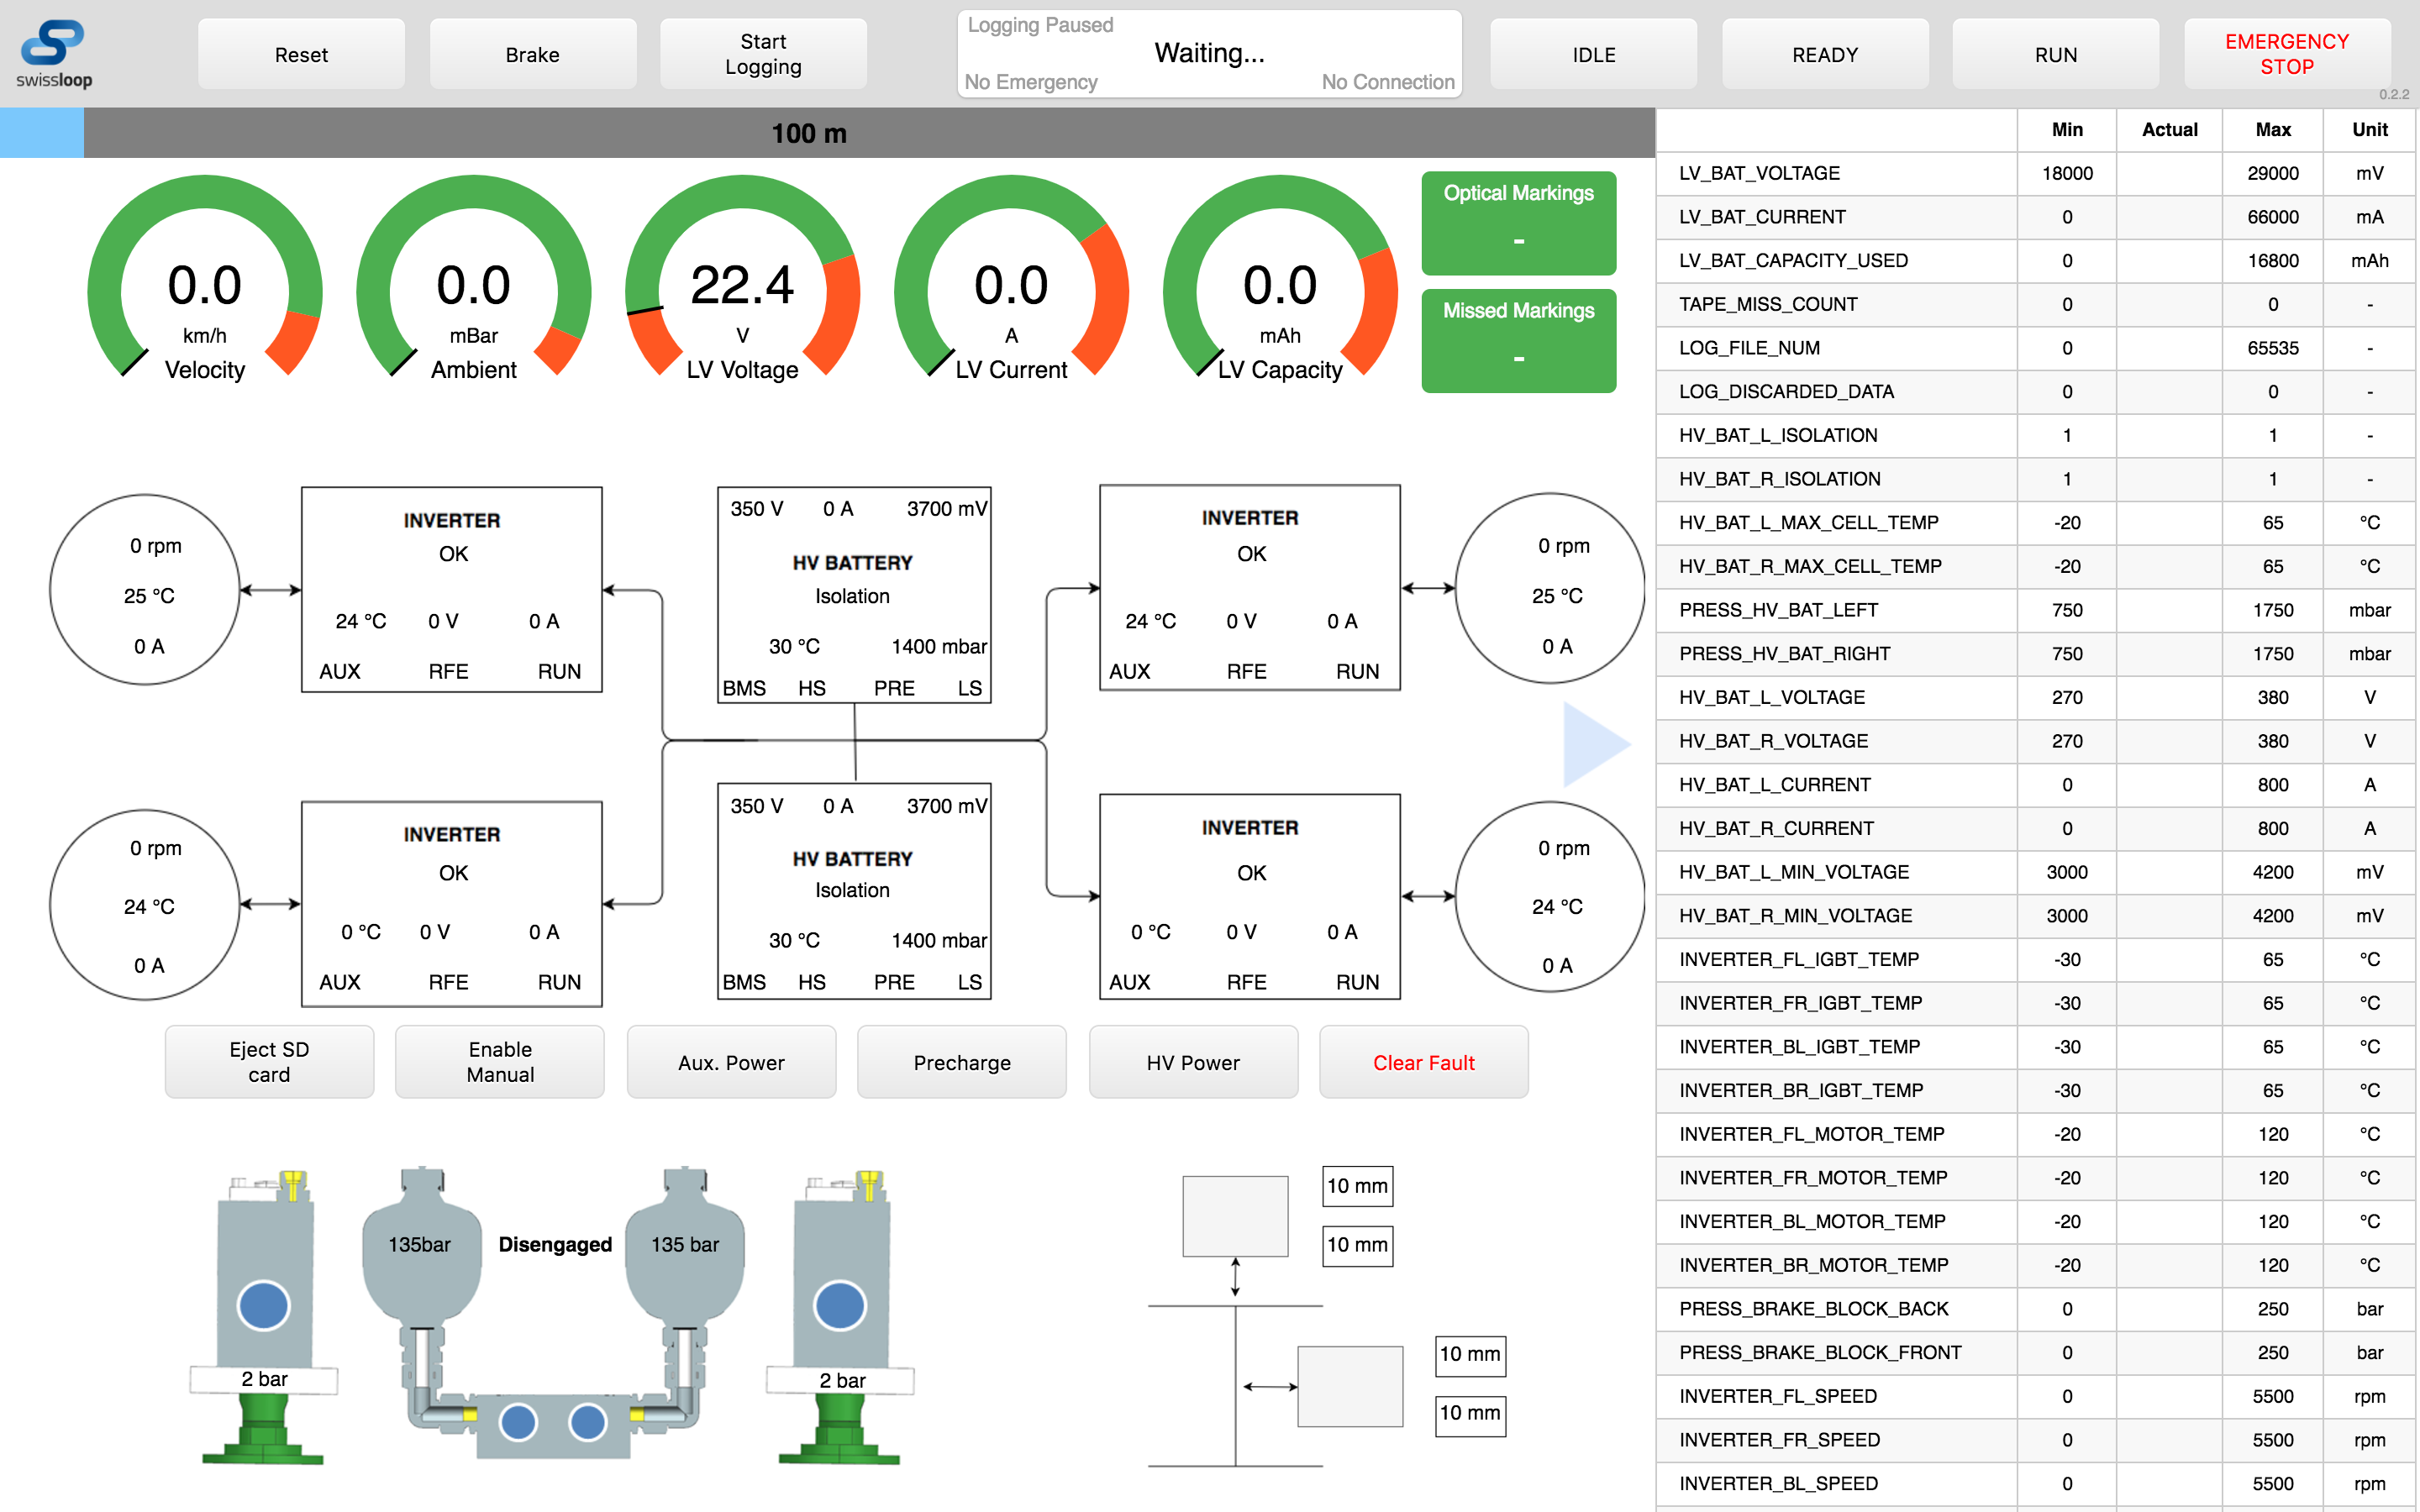 swissloop
Reset
Brake
Start
Logging
Logging Paused
Waiting...
No Emergency
No Connection
IDLE
READY
RUN
EMERGENCY
STOP
0.2.2
100 m
0.0
km/h
Velocity
0.0
mBar
Ambient
22.4
V
LV Voltage
0.0
A
LV Current
0.0
mAh
LV Capacity
Optical Markings
-
Missed Markings
-
0 rpm
25 °C
0 A
INVERTER
OK
24 °C 0 V 0 A
AUX RFE RUN
350 V 0 A 3700 mV
HV BATTERY
Isolation
30 °C 1400 mbar
BMS HS PRE LS
INVERTER
OK
24 °C 0 V 0 A
AUX RFE RUN
0 rpm
25 °C
0 A
0 rpm
24 °C
0 A
INVERTER
OK
0 °C 0 V 0 A
AUX RFE RUN
350 V 0 A 3700 mV
HV BATTERY
Isolation
30 °C 1400 mbar
BMS HS PRE LS
INVERTER
OK
0 °C 0 V 0 A
AUX RFE RUN
0 rpm
24 °C
0 A
Eject SD
card
Enable
Manual
Aux. Power
Precharge
HV Power
Clear Fault
135bar
Disengaged
135 bar
2 bar
2 bar
10 mm
10 mm
10 mm
10 mm
Min Actual Max Unit
LV_BAT_VOLTAGE 18000 29000 mV
LV_BAT_CURRENT 0 66000 mA
LV_BAT_CAPACITY_USED 0 16800 mAh
TAPE_MISS_COUNT 0 0 -
LOG_FILE_NUM 0 65535 -
LOG_DISCARDED_DATA 0 0 -
HV_BAT_L_ISOLATION 1 1 -
HV_BAT_R_ISOLATION 1 1 -
HV_BAT_L_MAX_CELL_TEMP -20 65 °C
HV_BAT_R_MAX_CELL_TEMP -20 65 °C
PRESS_HV_BAT_LEFT 750 1750 mbar
PRESS_HV_BAT_RIGHT 750 1750 mbar
HV_BAT_L_VOLTAGE 270 380 V
HV_BAT_R_VOLTAGE 270 380 V
HV_BAT_L_CURRENT 0 800 A
HV_BAT_R_CURRENT 0 800 A
HV_BAT_L_MIN_VOLTAGE 3000 4200 mV
HV_BAT_R_MIN_VOLTAGE 3000 4200 mV
INVERTER_FL_IGBT_TEMP -30 65 °C
INVERTER_FR_IGBT_TEMP -30 65 °C
INVERTER_BL_IGBT_TEMP -30 65 °C
INVERTER_BR_IGBT_TEMP -30 65 °C
INVERTER_FL_MOTOR_TEMP -20 120 °C
INVERTER_FR_MOTOR_TEMP -20 120 °C
INVERTER_BL_MOTOR_TEMP -20 120 °C
INVERTER_BR_MOTOR_TEMP -20 120 °C
PRESS_BRAKE_BLOCK_BACK 0 250 bar
PRESS_BRAKE_BLOCK_FRONT 0 250 bar
INVERTER_FL_SPEED 0 5500 rpm
INVERTER_FR_SPEED 0 5500 rpm
INVERTER_BL_SPEED 0 5500 rpm